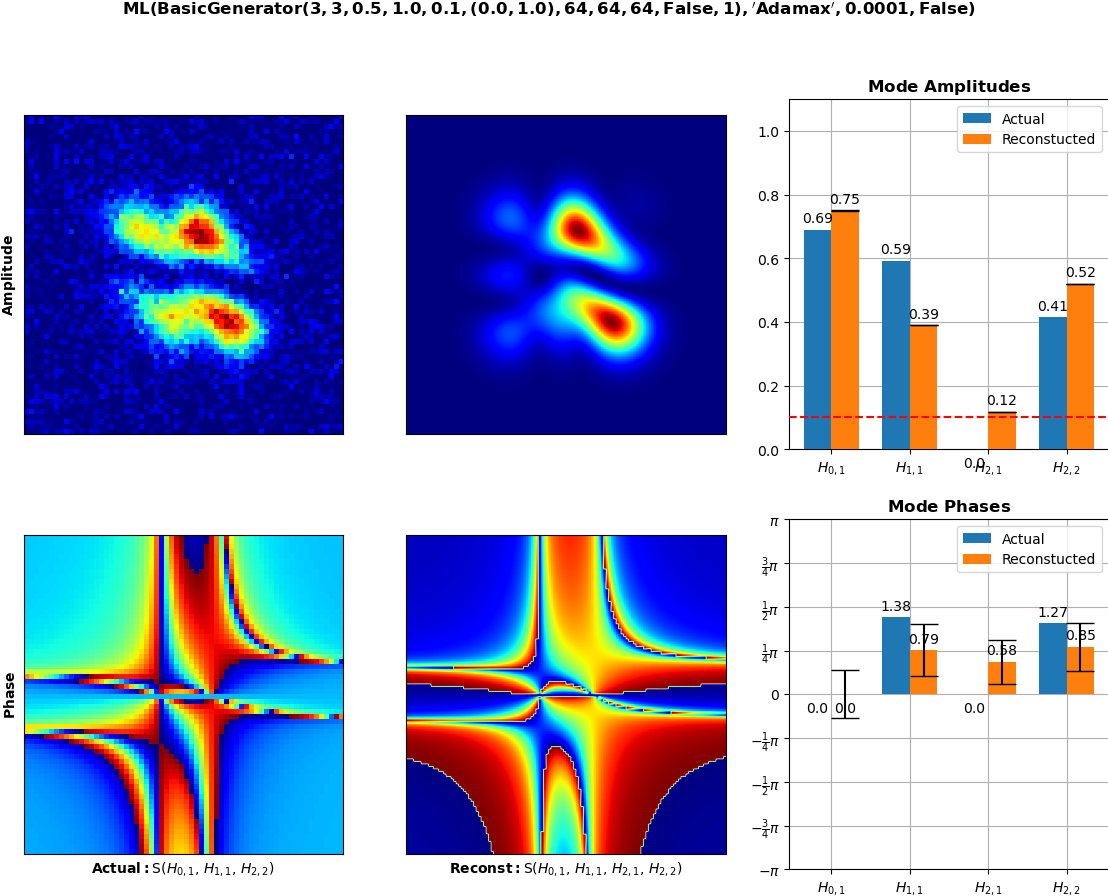 ML(BasicGenerator(3, 3, 0.5, 1.0, 0.1, (0.0, 1.0), 64, 64, 64, False, 1), ′Adamax′, 0.0001, False)
Amplitude
Mode Amplitudes
Actual
Reconstucted
1.0
0.8
0.6
0.4
0.2
0.0
0.69
0.75
0.59
0.39
0.0
0.12
0.41
0.52
H0,1
H1,1
H2,1
H2,2
Phase
Actual: S(H0,1, H1,1, H2,2)
Reconst: S(H0,1, H1,1, H2,1, H2,2)
Mode Phases
Actual
Reconstucted
π
3/4π
1/2π
1/4π
0
−1/4π
−1/2π
−3/4π
−π
0.0
0.0
1.38
0.79
0.0
0.58
1.27
0.85
H0,1
H1,1
H2,1
H2,2